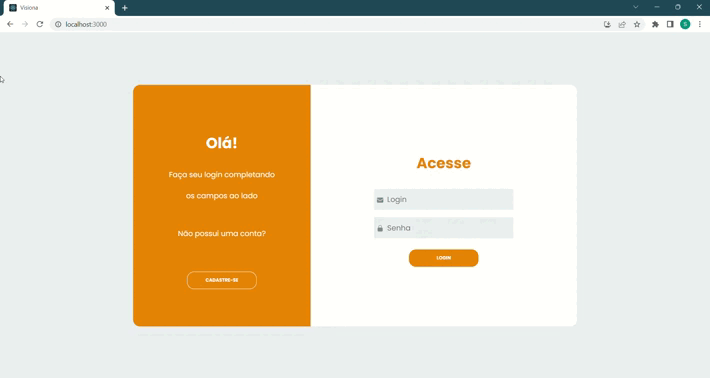 Visiona
localhost:3000
S
Olá!
Faça seu login completando
os campos ao lado
Não possui uma conta?
CADASTRE-SE
Acesse
Login
Senha
LOGIN